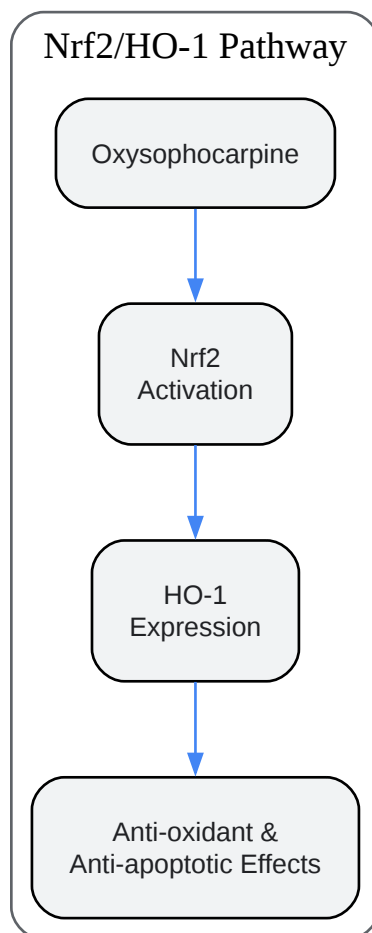 Nrf2/HO-1 Pathway
Oxysophocarpine
Nrf2
Activation
HO-1
Expression
Anti-oxidant &
Anti-apoptotic Effects